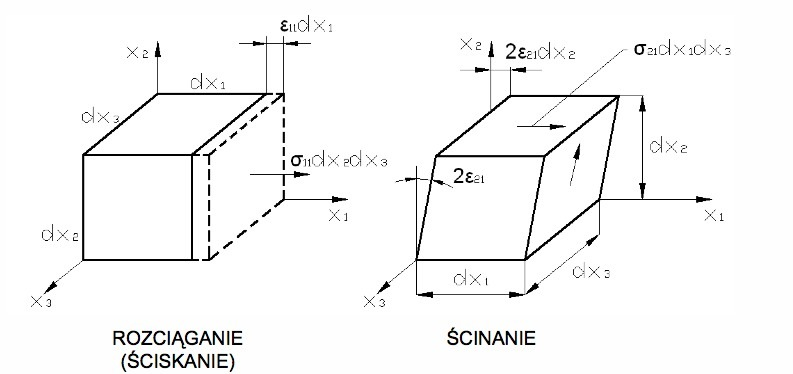 ε₁₁dx₁
x₂
dx₁
dx₃
σ₁₁dx₂dx₃
dx₂
x₁
x₃
ROZCIĄGANIE
(ŚCISKANIE)
x₂
2ε₂₁dx₂
σ₂₁dx₁dx₃
dx₂
2ε₂₁
x₁
dx₁
dx₃
x₃
ŚCINANIE